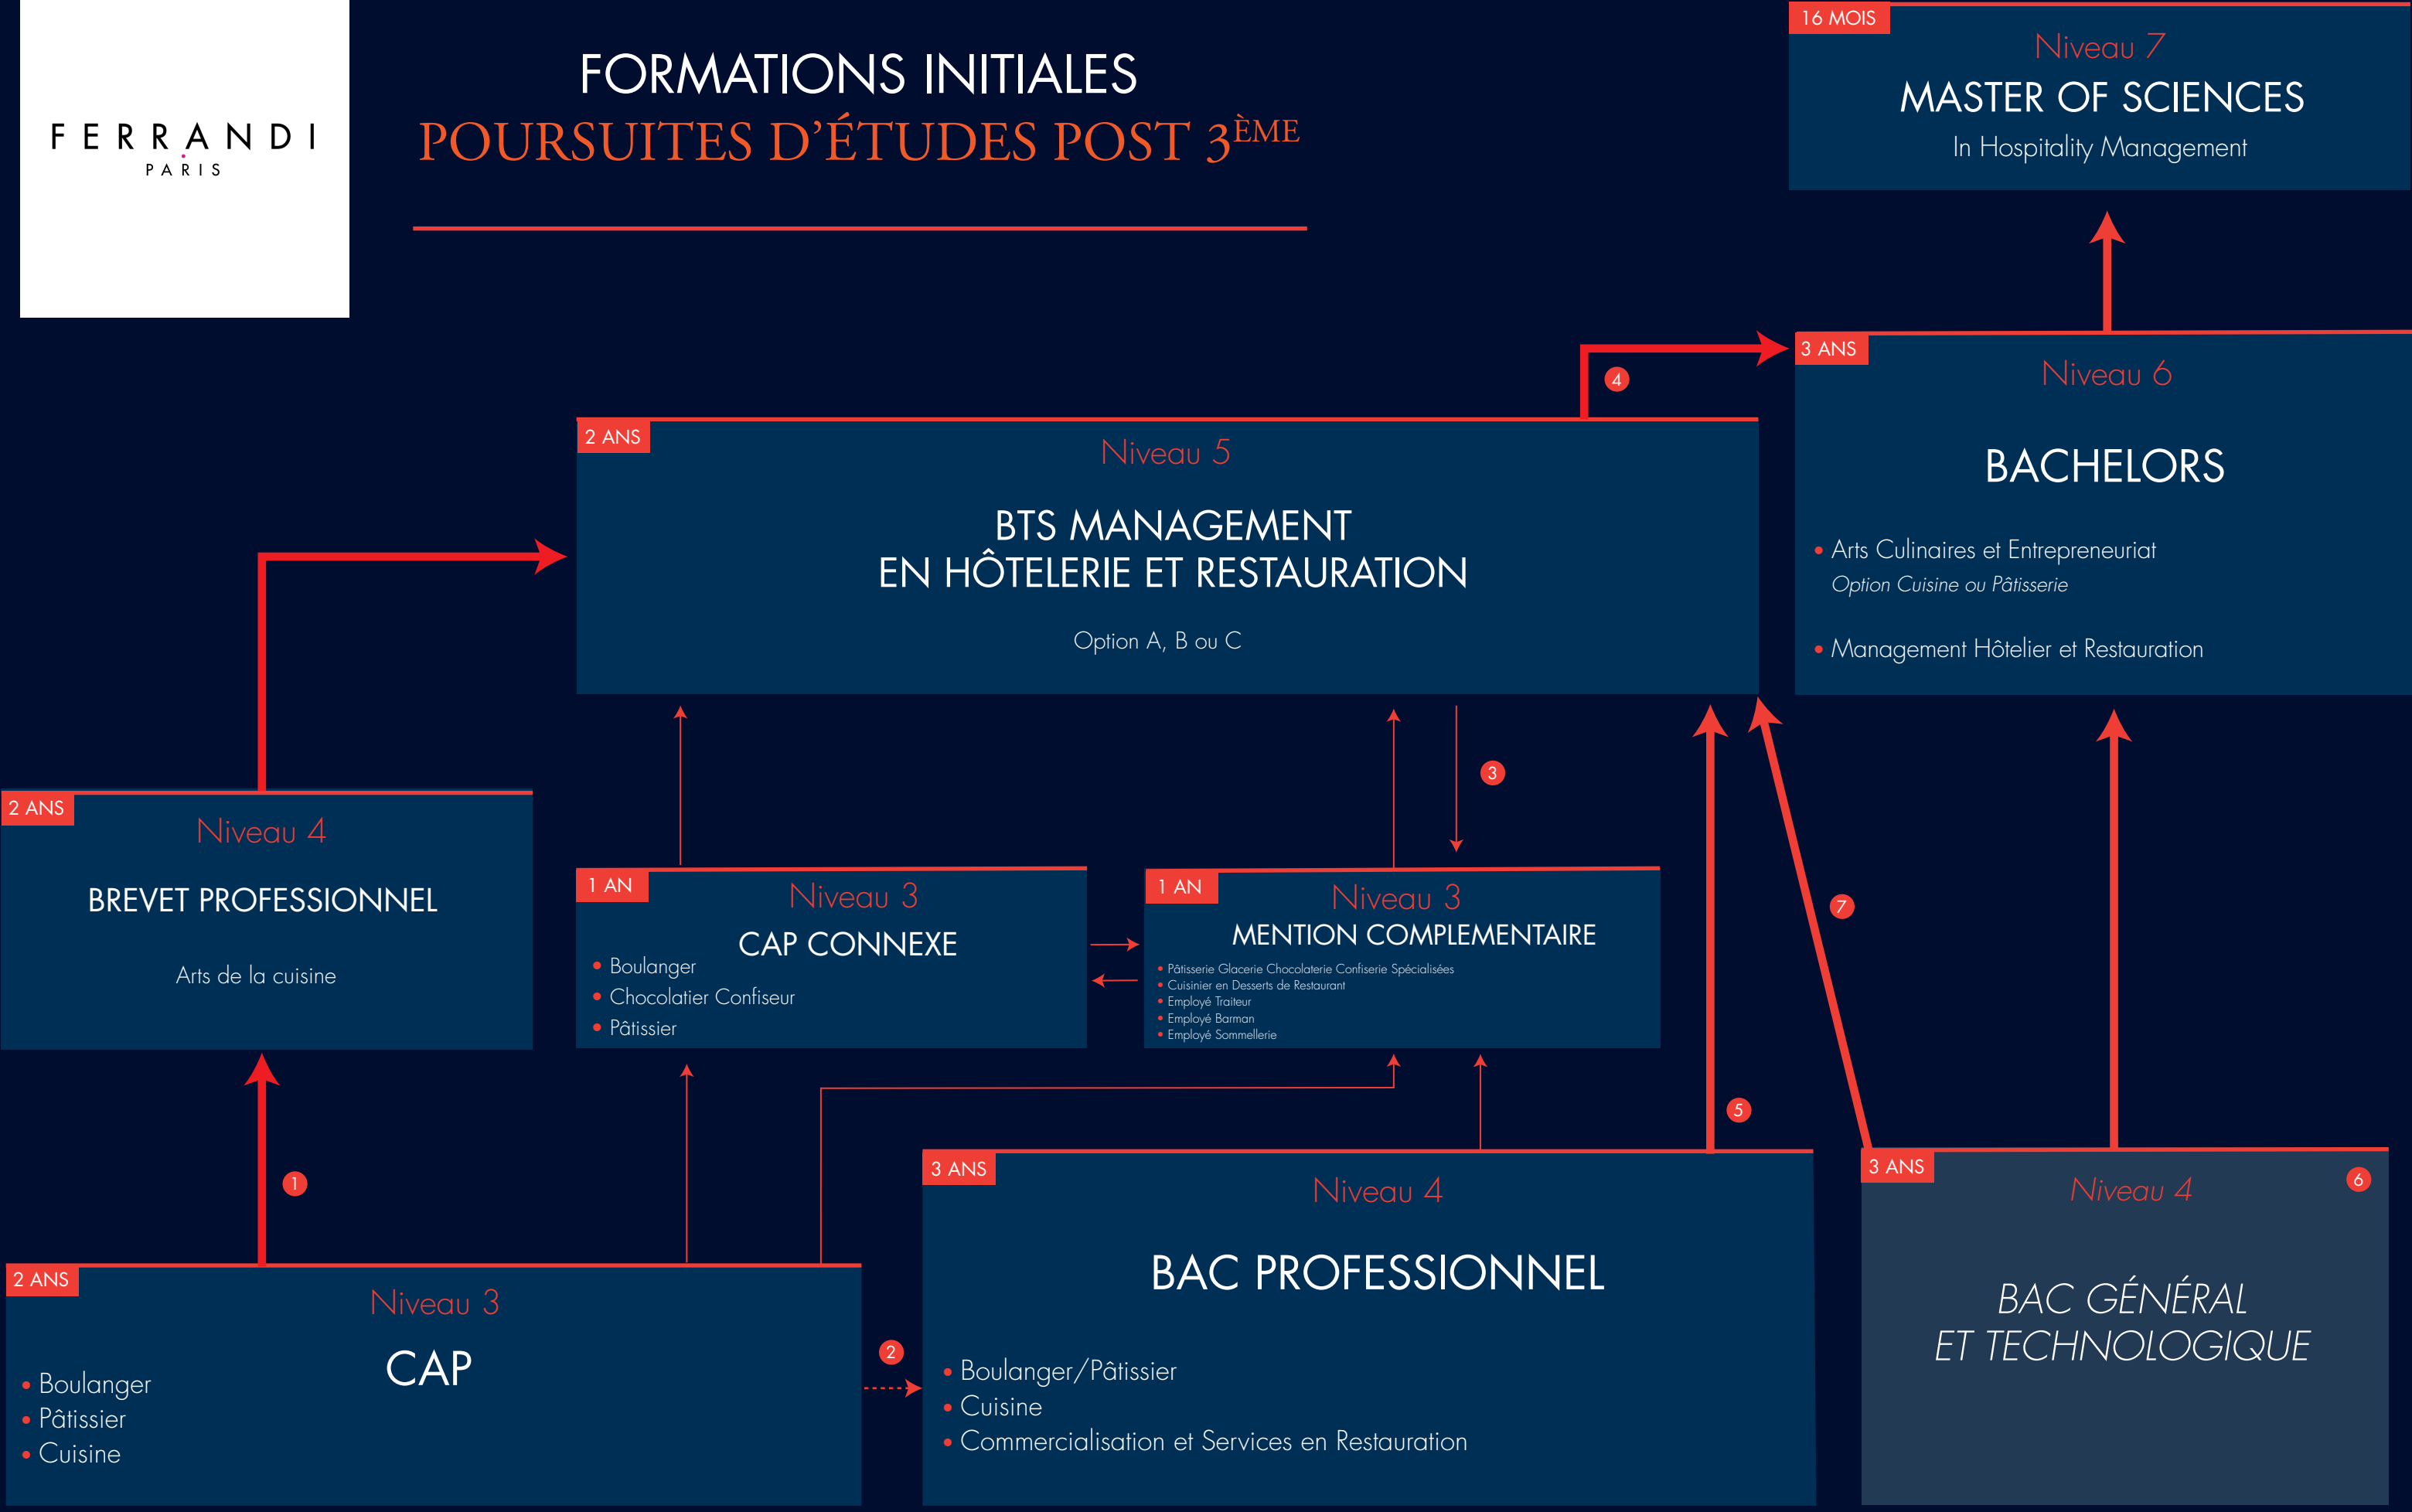 FERRANDI
PARIS
FORMATIONS INITIALES
POURSUITES D'ÉTUDES POST 3ÈME
16 MOIS
Niveau 7
MASTER OF SCIENCES
In Hospitality Management
3 ANS
Niveau 6
BACHELORS
• Arts Culinaires et Entrepreneuriat
Option Cuisine ou Pâtisserie
• Management Hôtelier et Restauration
4
2 ANS
Niveau 5
BTS MANAGEMENT
EN HÔTELERIE ET RESTAURATION
Option A, B ou C
3
2 ANS
Niveau 4
BREVET PROFESSIONNEL
Arts de la cuisine
1 AN
Niveau 3
CAP CONNEXE
• Boulanger
• Chocolatier Confiseur
• Pâtissier
1 AN
Niveau 3
MENTION COMPLEMENTAIRE
• Pâtisserie Glacerie Chocolaterie Confiserie Spécialisées
• Cuisinier en Desserts de Restaurant
• Employé Traiteur
• Employé Barman
• Employé Sommellerie
7
5
1
2 ANS
Niveau 3
CAP
• Boulanger
• Pâtissier
• Cuisine
2
3 ANS
Niveau 4
BAC PROFESSIONNEL
• Boulanger/Pâtissier
• Cuisine
• Commercialisation et Services en Restauration
3 ANS
Niveau 4
6
BAC GÉNÉRAL
ET TECHNOLOGIQUE